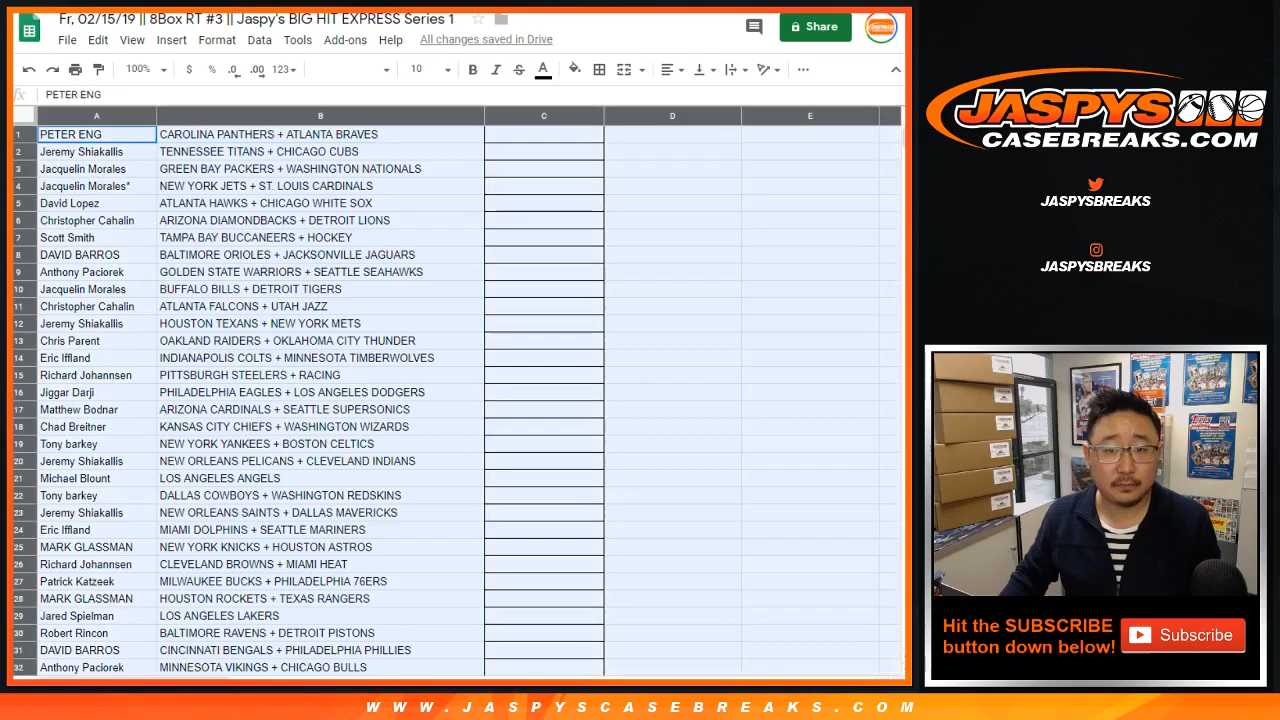 Fr, 02/15/19 || 8Box RT #3 || Jaspy's BIG HIT EXPRESS Series 1
File Edit View Insert Format Data Tools Add-ons Help All changes saved in Drive
Share
100% $ % .0 .00 123 10 B I S A
fx PETER ENG
A B C D E
1 PETER ENG CAROLINA PANTHERS + ATLANTA BRAVES
2 Jeremy Shiakallis TENNESSEE TITANS + CHICAGO CUBS
3 Jacquelin Morales GREEN BAY PACKERS + WASHINGTON NATIONALS
4 Jacquelin Morales* NEW YORK JETS + ST. LOUIS CARDINALS
5 David Lopez ATLANTA HAWKS + CHICAGO WHITE SOX
6 Christopher Cahalin ARIZONA DIAMONDBACKS + DETROIT LIONS
7 Scott Smith TAMPA BAY BUCCANEERS + HOCKEY
8 DAVID BARROS BALTIMORE ORIOLES + JACKSONVILLE JAGUARS
9 Anthony Paciorek GOLDEN STATE WARRIORS + SEATTLE SEAHAWKS
10 Jacquelin Morales BUFFALO BILLS + DETROIT TIGERS
11 Christopher Cahalin ATLANTA FALCONS + UTAH JAZZ
12 Jeremy Shiakallis HOUSTON TEXANS + NEW YORK METS
13 Chris Parent OAKLAND RAIDERS + OKLAHOMA CITY THUNDER
14 Eric Iffland INDIANAPOLIS COLTS + MINNESOTA TIMBERWOLVES
15 Richard Johannsen PITTSBURGH STEELERS + RACING
16 Jiggar Darji PHILADELPHIA EAGLES + LOS ANGELES DODGERS
17 Matthew Bodnar ARIZONA CARDINALS + SEATTLE SUPERSONICS
18 Chad Breitner KANSAS CITY CHIEFS + WASHINGTON WIZARDS
19 Tony barkey NEW YORK YANKEES + BOSTON CELTICS
20 Jeremy Shiakallis NEW ORLEANS PELICANS + CLEVELAND INDIANS
21 Michael Blount LOS ANGELES ANGELS
22 Tony barkey DALLAS COWBOYS + WASHINGTON REDSKINS
23 Jeremy Shiakallis NEW ORLEANS SAINTS + DALLAS MAVERICKS
24 Eric Iffland MIAMI DOLPHINS + SEATTLE MARINERS
25 MARK GLASSMAN NEW YORK KNICKS + HOUSTON ASTROS
26 Richard Johannsen CLEVELAND BROWNS + MIAMI HEAT
27 Patrick Katzeek MILWAUKEE BUCKS + PHILADELPHIA 76ERS
28 MARK GLASSMAN HOUSTON ROCKETS + TEXAS RANGERS
29 Jared Spielman LOS ANGELES LAKERS
30 Robert Rincon BALTIMORE RAVENS + DETROIT PISTONS
31 DAVID BARROS CINCINNATI BENGALS + PHILADELPHIA PHILLIES
32 Anthony Paciorek MINNESOTA VIKINGS + CHICAGO BULLS
JASPYS
CASEBREAKS.COM
JASPYSBREAKS
JASPYSBREAKS
Hit the SUBSCRIBE
button down below!
Subscribe
WWW.JASPYSCASEBREAKS.COM